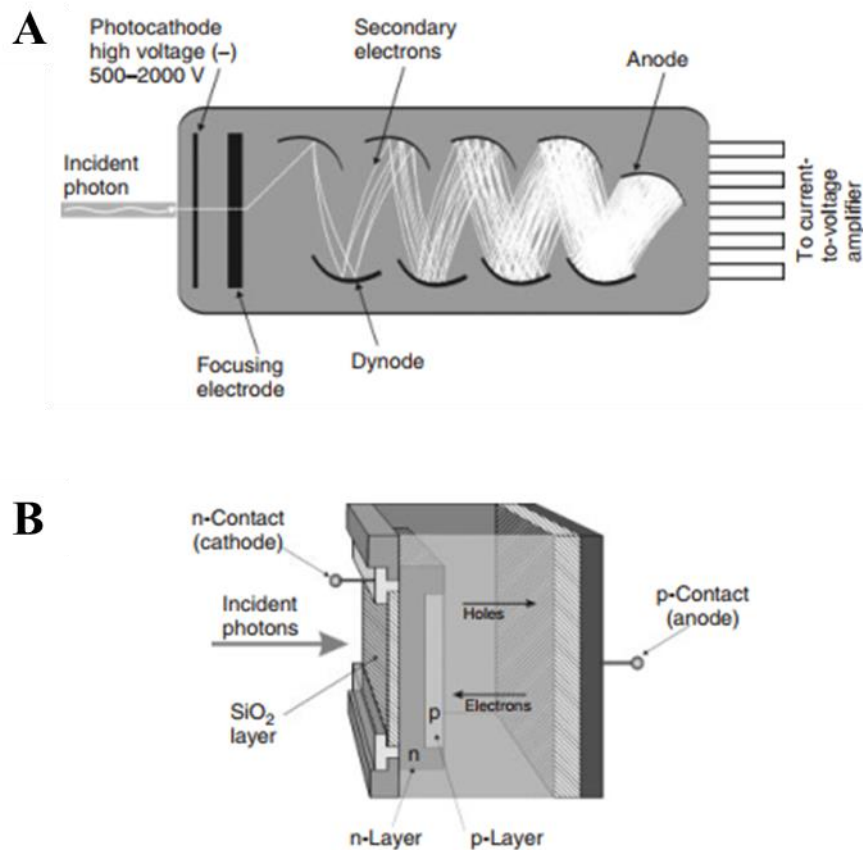 A
Photocathode
high voltage (–)
500–2000 V
Secondary
electrons
Anode
Incident
photon
To current-
to-voltage
amplifier
Focusing
electrode
Dynode
B
n-Contact
(cathode)
Incident
photons
Holes
p-Contact
(anode)
Electrons
SiO₂
layer
p
n
n-Layer
p-Layer